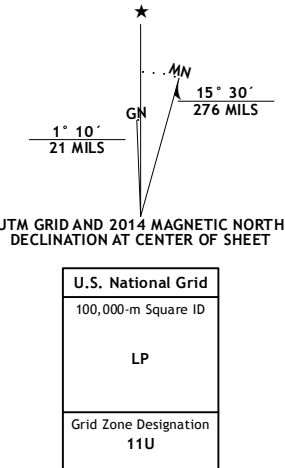 ★
MN
GN
15° 30´
276 MILS
1° 10´
21 MILS
UTM GRID AND 2014 MAGNETIC NORTH
DECLINATION AT CENTER OF SHEET
U.S. National Grid
100,000-m Square ID
LP
Grid Zone Designation
11U